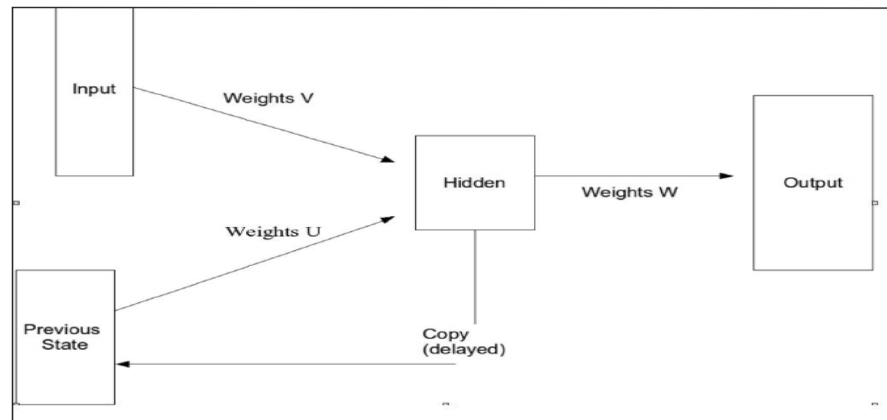 Input
Weights V
Hidden
Weights W
Output
Weights U
Previous
State
Copy
(delayed)